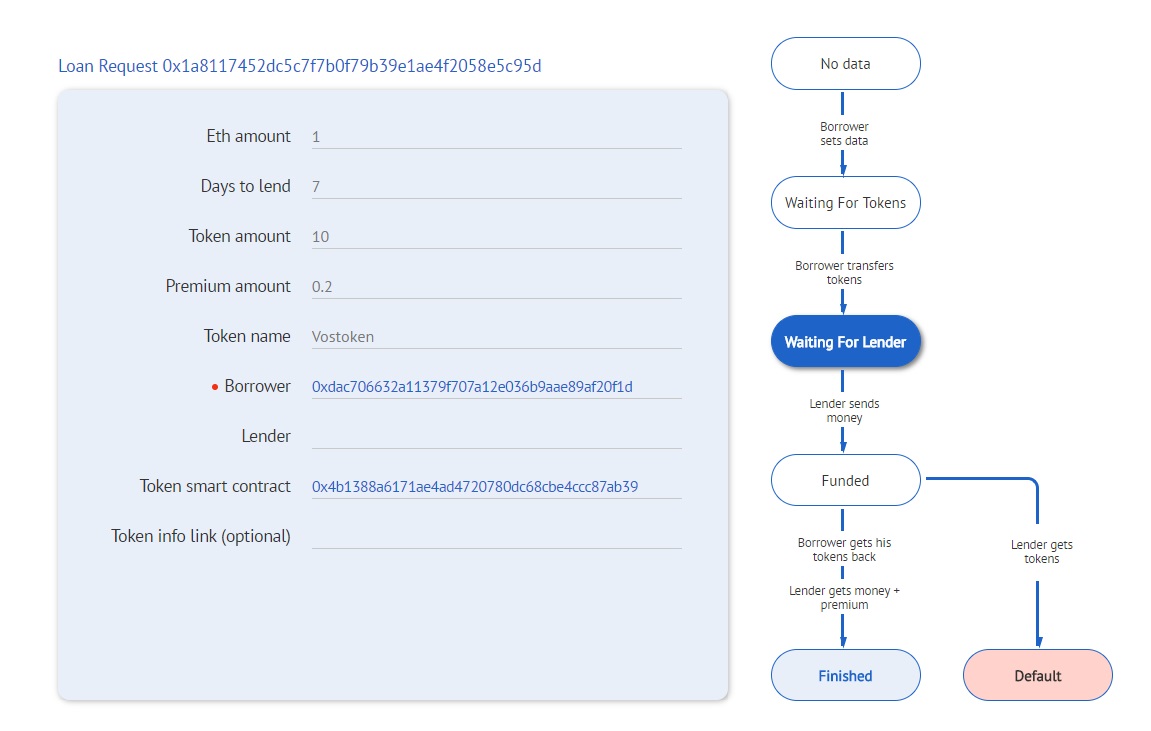 Loan Request 0x1a8117452dc5c7f7b0f79b39e1ae4f2058e5c95d
Eth amount 1
Days to lend 7
Token amount 10
Premium amount 0.2
Token name Vostoken
Borrower 0xdac706632a11379f707a12e036b9aae89af20f1d
Lender
Token smart contract 0x4b1388a6171ae4ad4720780dc68cbe4ccc87ab39
Token info link (optional)
No data
Borrower
sets data
Waiting For Tokens
Borrower transfers
tokens
Waiting For Lender
Lender sends
money
Funded
Borrower gets his
tokens back
Lender gets money +
premium
Finished
Lender gets
tokens
Default